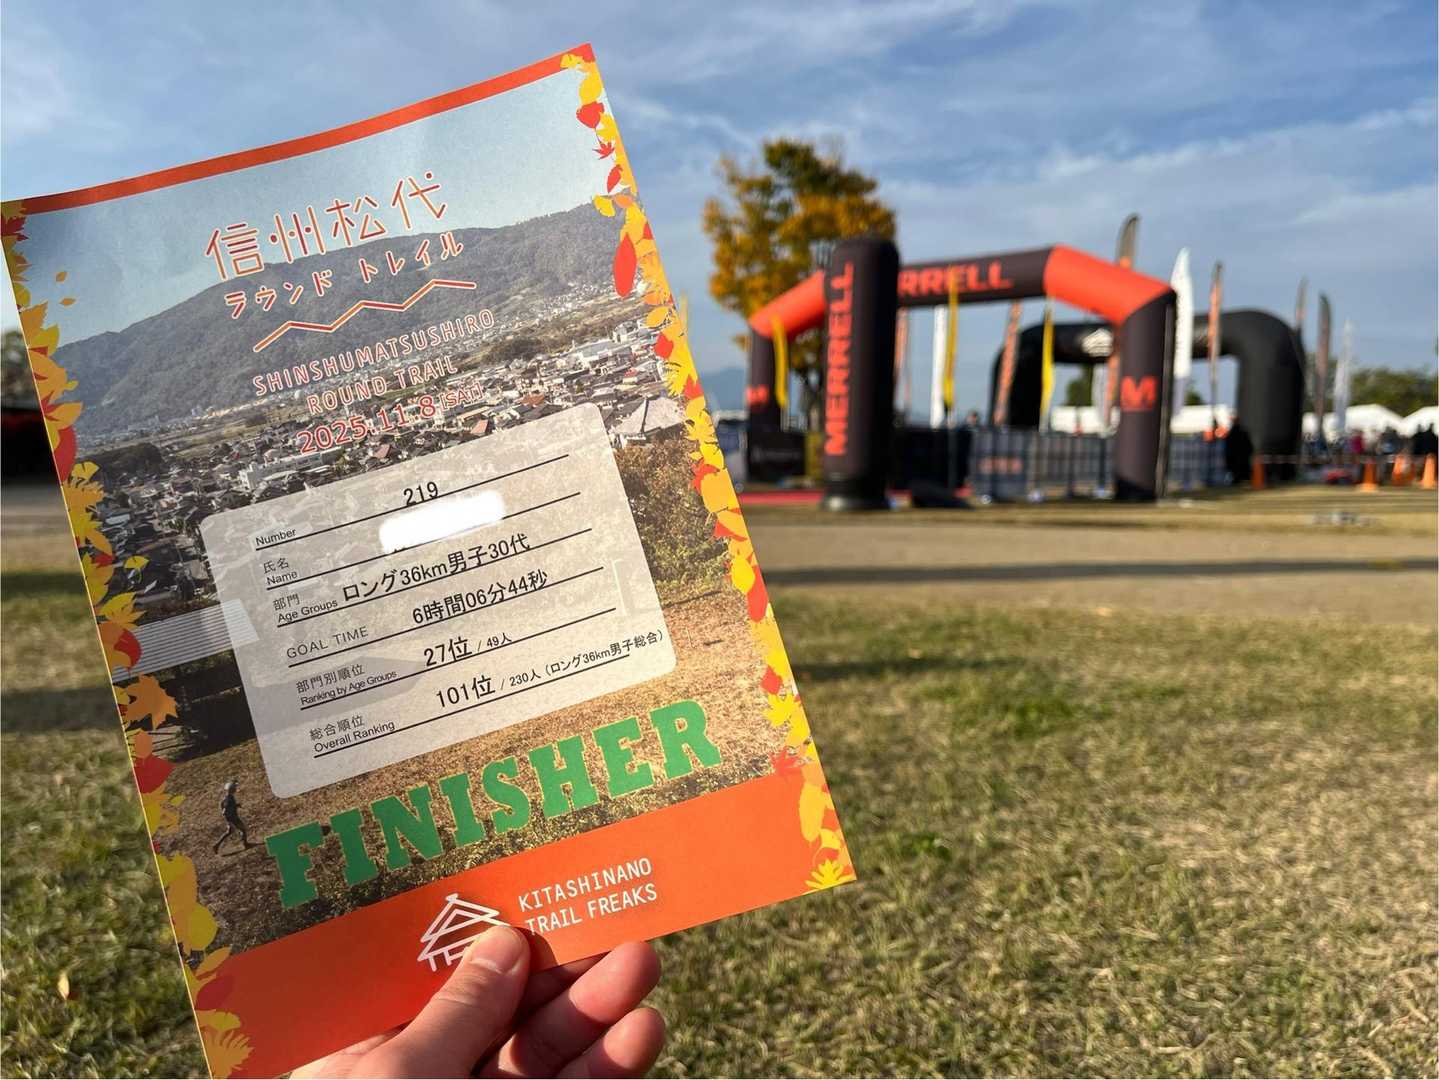 信州松代
ラウンド トレイル
SHINSHUMATSUSHIRO
ROUND TRAIL
2025.11.8 [SAT]
Number 219
氏名
Name
部門
Age Groups ロング36km男子30代
GOAL TIME 6時間06分44秒
部門別順位
Ranking by Age Groups 27位 / 49人
総合順位
Overall Ranking 101位 / 230人 (ロング36km男子総合)
FINISHER
KITASHINANO
TRAIL FREAKS
MERRELL
MERRELL
M
M